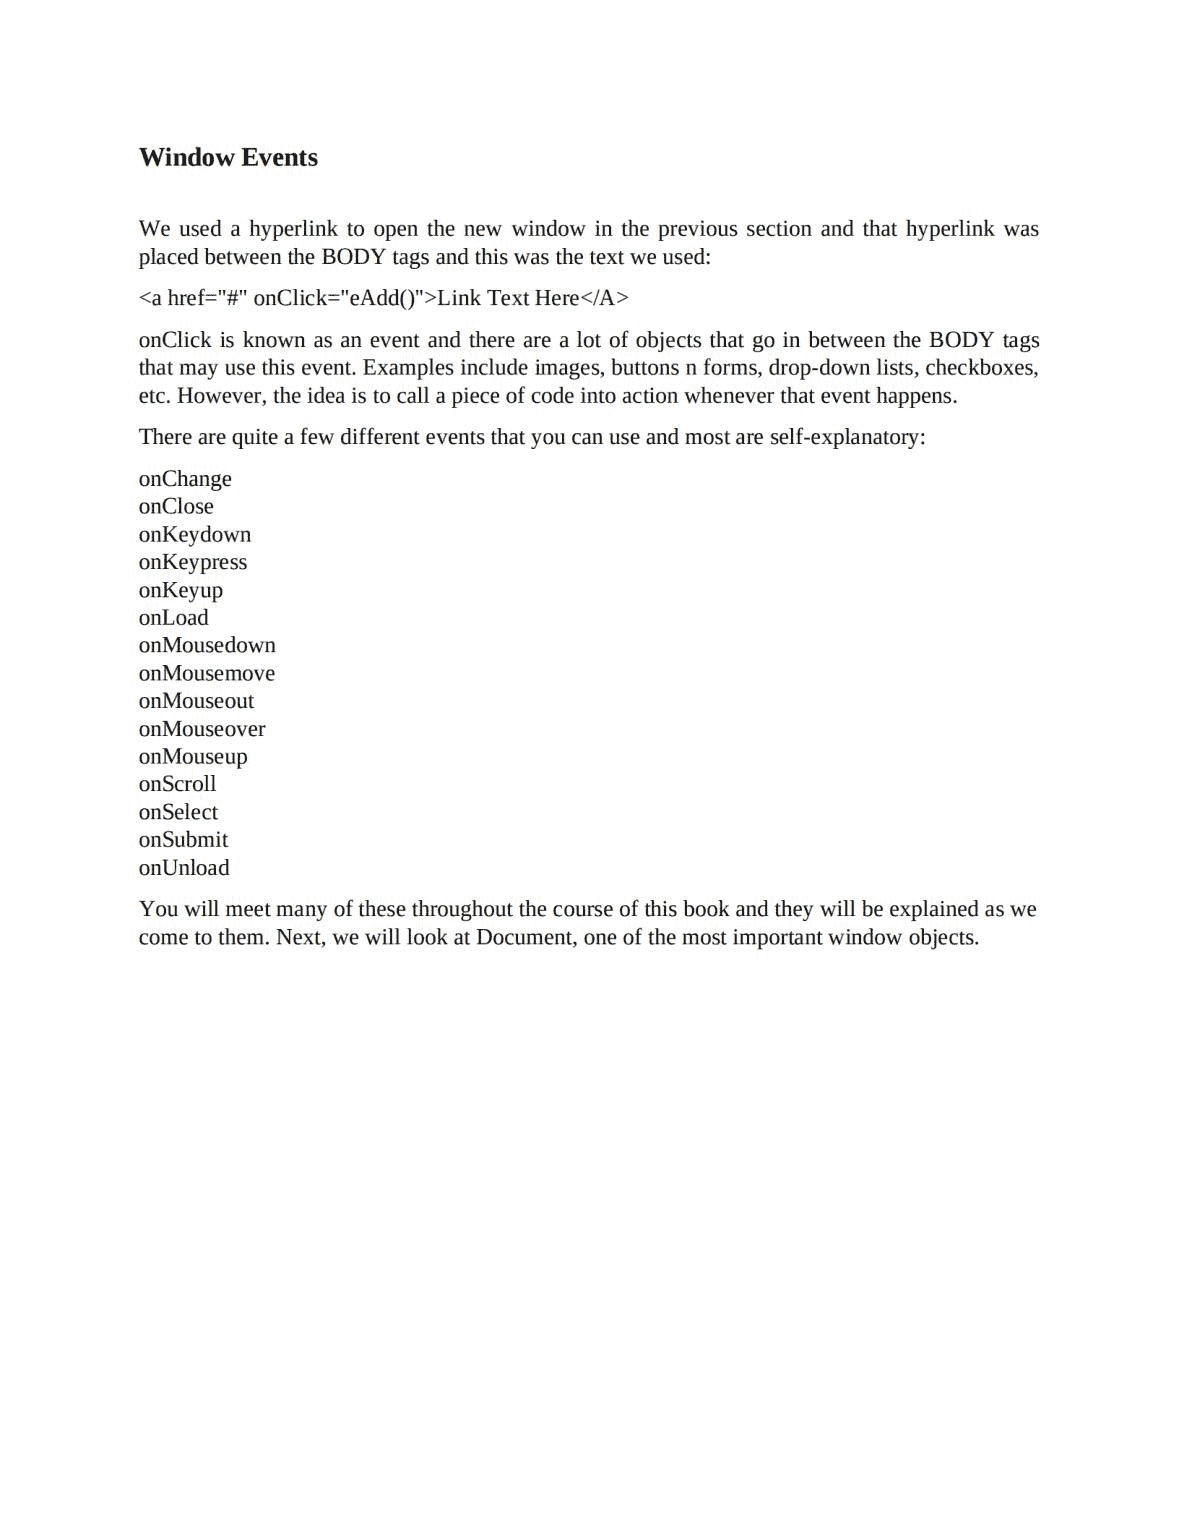 Window Events
We used a hyperlink to open the new window in the previous section and that hyperlink was
placed between the BODY tags and this was the text we used:
<a href="#" onClick="eAdd()">Link Text Here</A>
onClick is known as an event and there are a lot of objects that go in between the BODY tags
that may use this event. Examples include images, buttons n forms, drop-down lists, checkboxes,
etc. However, the idea is to call a piece of code into action whenever that event happens.
There are quite a few different events that you can use and most are self-explanatory:
onChange
onClose
onKeydown
onKeypress
onKeyup
onLoad
onMousedown
onMousemove
onMouseout
onMouseover
onMouseup
onScroll
onSelect
onSubmit
onUnload
You will meet many of these throughout the course of this book and they will be explained as we
come to them. Next, we will look at Document, one of the most important window objects.